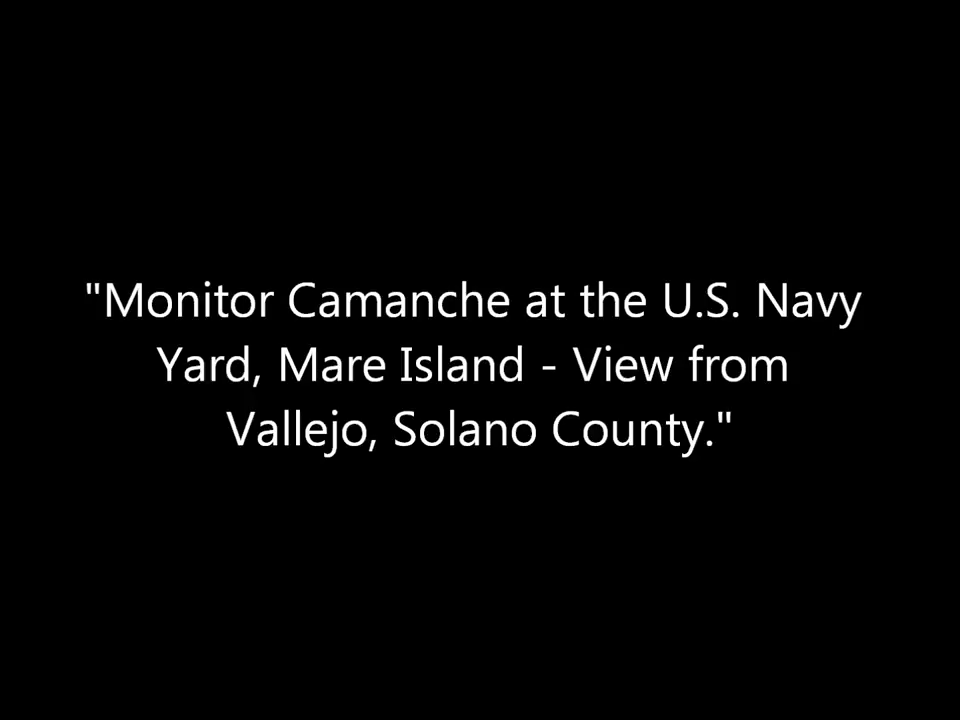 "Monitor Camanche at the U.S. Navy
Yard, Mare Island - View from
Vallejo, Solano County."